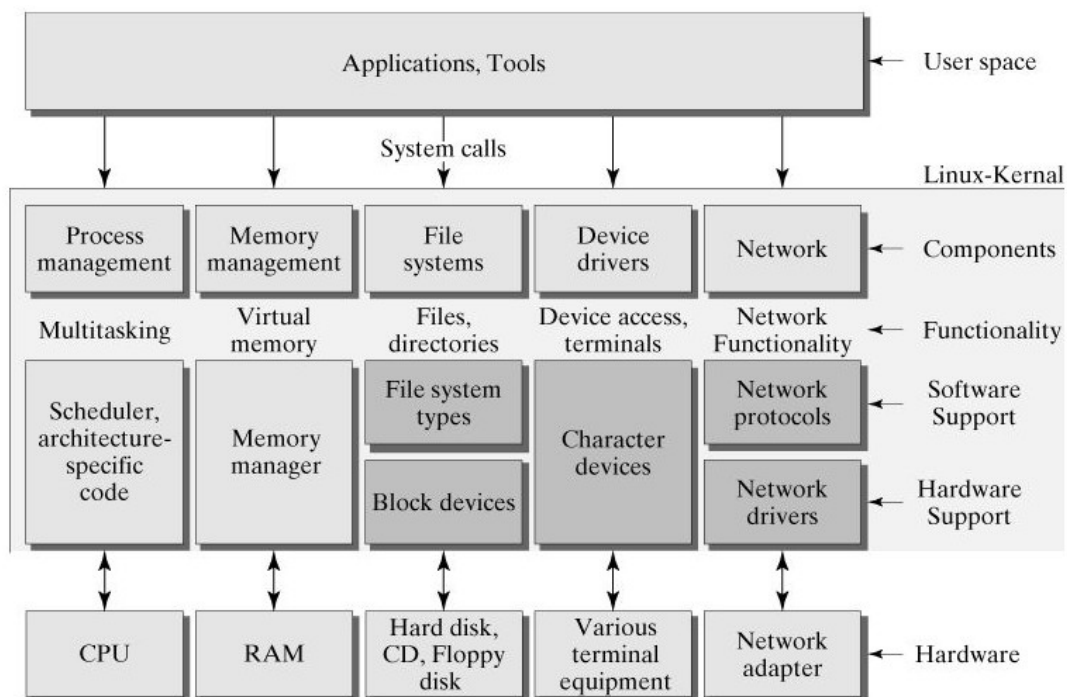 Applications, Tools
User space
System calls
Linux-Kernal
Process
management
Memory
management
File
systems
Device
drivers
Network
Components
Multitasking
Virtual
memory
Files,
directories
Device access,
terminals
Network
Functionality
Functionality
Scheduler,
architecture-
specific
code
Memory
manager
File system
types
Block devices
Character
devices
Network
protocols
Network
drivers
Software
Support
Hardware
Support
CPU
RAM
Hard disk,
CD, Floppy
disk
Various
terminal
equipment
Network
adapter
Hardware